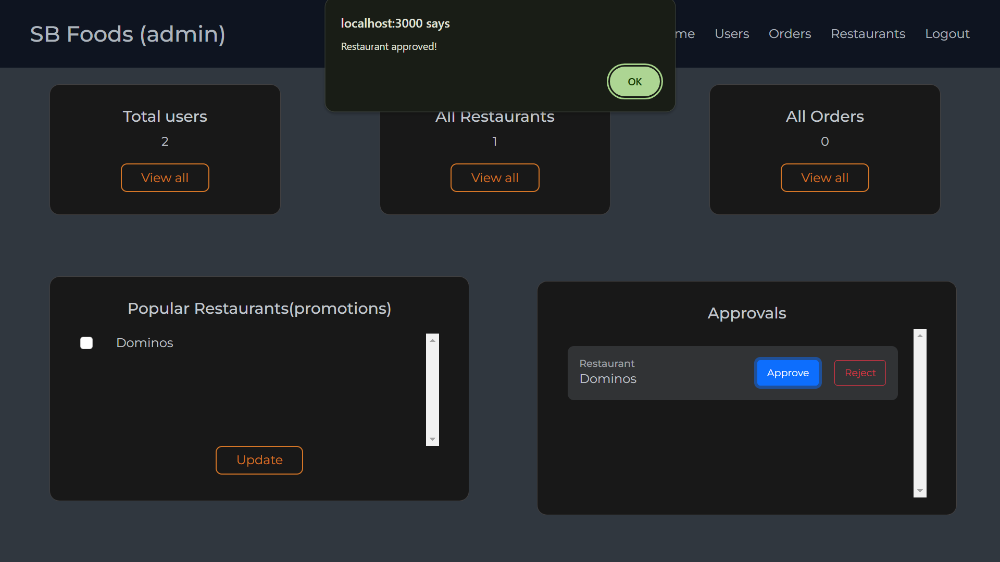 SB Foods (admin)
localhost:3000 says
Restaurant approved!
OK
Users
Orders
Restaurants
Logout
Total users
2
View all
All Restaurants
1
View all
All Orders
0
View all
Popular Restaurants(promotions)
Dominos
Update
Approvals
Restaurant
Dominos
Approve
Reject